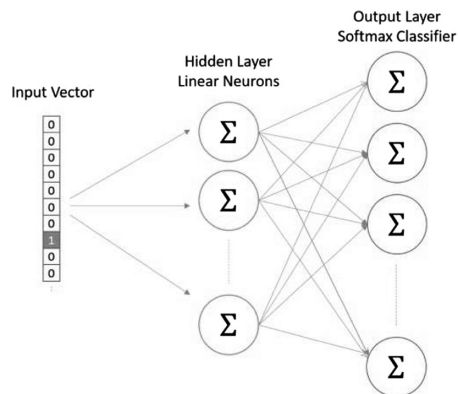 Output Layer
Softmax Classifier
Hidden Layer
Linear Neurons
Input Vector
0
0
0
0
0
0
0
1
0
0
Σ
Σ
Σ
Σ
Σ
Σ
Σ